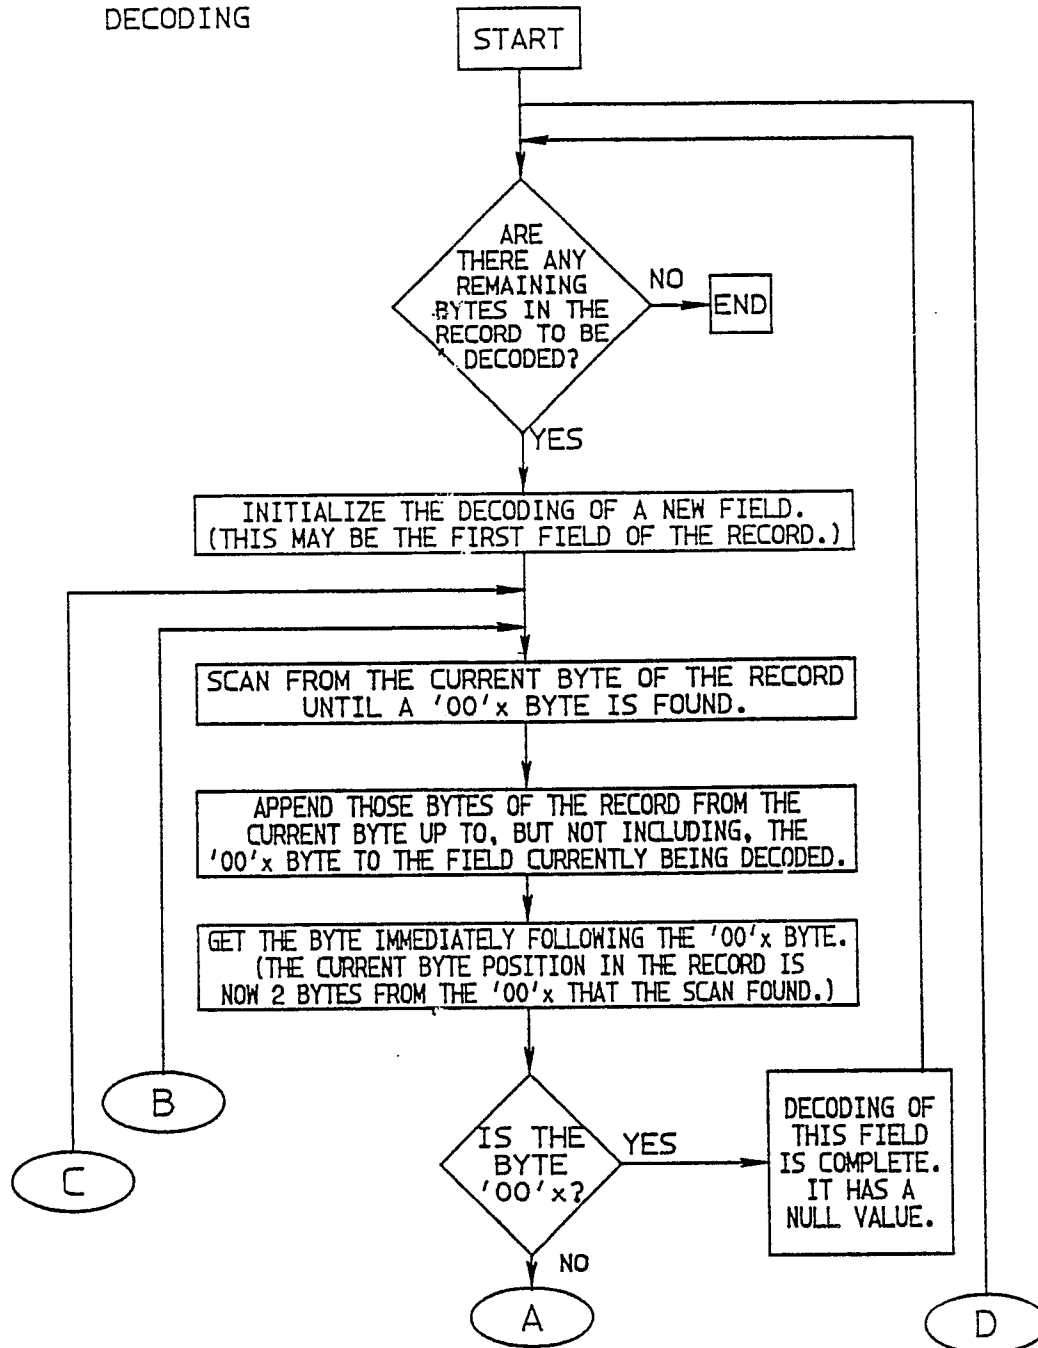 DECODING
START
ARE
THERE ANY
REMAINING
BYTES IN THE
RECORD TO BE
DECODED?
NO
END
YES
INITIALIZE THE DECODING OF A NEW FIELD.
(THIS MAY BE THE FIRST FIELD OF THE RECORD.)
SCAN FROM THE CURRENT BYTE OF THE RECORD
UNTIL A '00'x BYTE IS FOUND.
APPEND THOSE BYTES OF THE RECORD FROM THE
CURRENT BYTE UP TO, BUT NOT INCLUDING, THE
'00'x BYTE TO THE FIELD CURRENTLY BEING DECODED.
GET THE BYTE IMMEDIATELY FOLLOWING THE '00'x BYTE.
(THE CURRENT BYTE POSITION IN THE RECORD IS
NOW 2 BYTES FROM THE '00'x THAT THE SCAN FOUND.)
B
C
IS THE
BYTE
'00'x?
YES
DECODING OF
THIS FIELD
IS COMPLETE.
IT HAS A
NULL VALUE.
NO
A
D